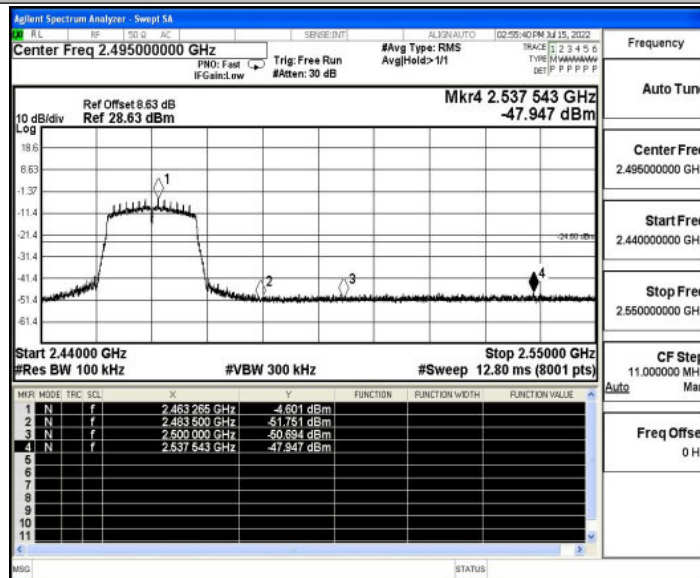 Agilent Spectrum Analyzer - Swept SA
RL RF 50 Ω AC SENSE:INT ALIGNAUTO 02:55:40 PM Jul 15, 2022
Center Freq 2.495000000 GHz
PNO: Fast
IFGain:Low
Trig: Free Run
#Atten: 30 dB
#Avg Type: RMS
Avg|Hold:> 1/1
TRACE 1 2 3 4 5 6
TYPE M
DET P P P P P P
Ref Offset 8.63 dB
10 dB/div Ref 28.63 dBm
Log
Mkr4 2.537 543 GHz
-47.947 dBm
18.6
8.63
-1.37
-11.4
-21.4
-31.4
-41.4
-51.4
-61.4
1
2
3
4
-24.60 dBm
Start 2.44000 GHz Stop 2.55000 GHz
#Res BW 100 kHz #VBW 300 kHz #Sweep 12.80 ms (8001 pts)
MKR MODE TRC SCL X Y FUNCTION FUNCTION WIDTH FUNCTION VALUE
1 N f 2.463 265 GHz -4.601 dBm
2 N f 2.483 500 GHz -51.751 dBm
3 N f 2.500 000 GHz -50.694 dBm
4 N f 2.537 543 GHz -47.947 dBm
5
6
7
8
9
10
11
MSG STATUS
Frequency
Auto Tun
Center Fre
2.495000000 GH
Start Fre
2.440000000 GH
Stop Fre
2.550000000 GH
CF Step
11.000000 MH
Auto Ma
Freq Offse
0 H